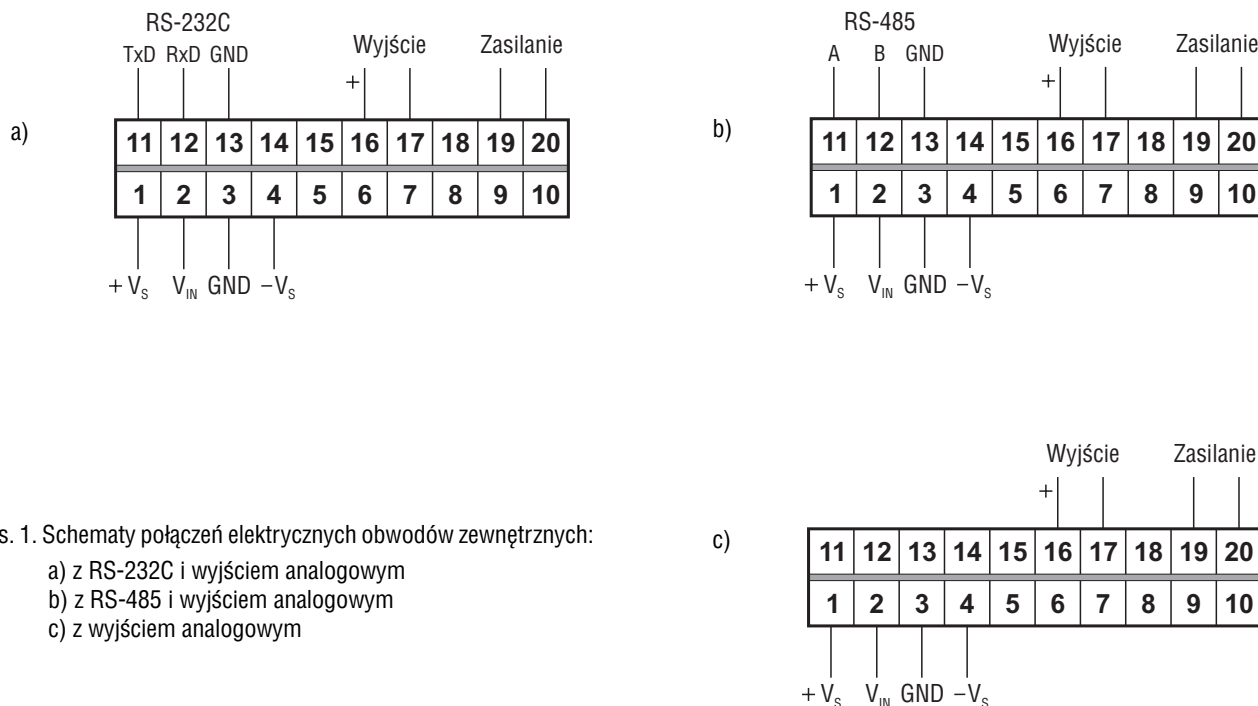 RS-232C
TxD RxD GND
Wyjście
Zasilanie
+
a)
11 12 13 14 15 16 17 18 19 20
1 2 3 4 5 6 7 8 9 10
+ VS VIN GND −VS
RS-485
A B GND
Wyjście
Zasilanie
+
b)
11 12 13 14 15 16 17 18 19 20
1 2 3 4 5 6 7 8 9 10
+ VS VIN GND −VS
s. 1. Schematy połączeń elektrycznych obwodów zewnętrznych:
a) z RS-232C i wyjściem analogowym
b) z RS-485 i wyjściem analogowym
c) z wyjściem analogowym
Wyjście
Zasilanie
+
c)
11 12 13 14 15 16 17 18 19 20
1 2 3 4 5 6 7 8 9 10
+ VS VIN GND −VS